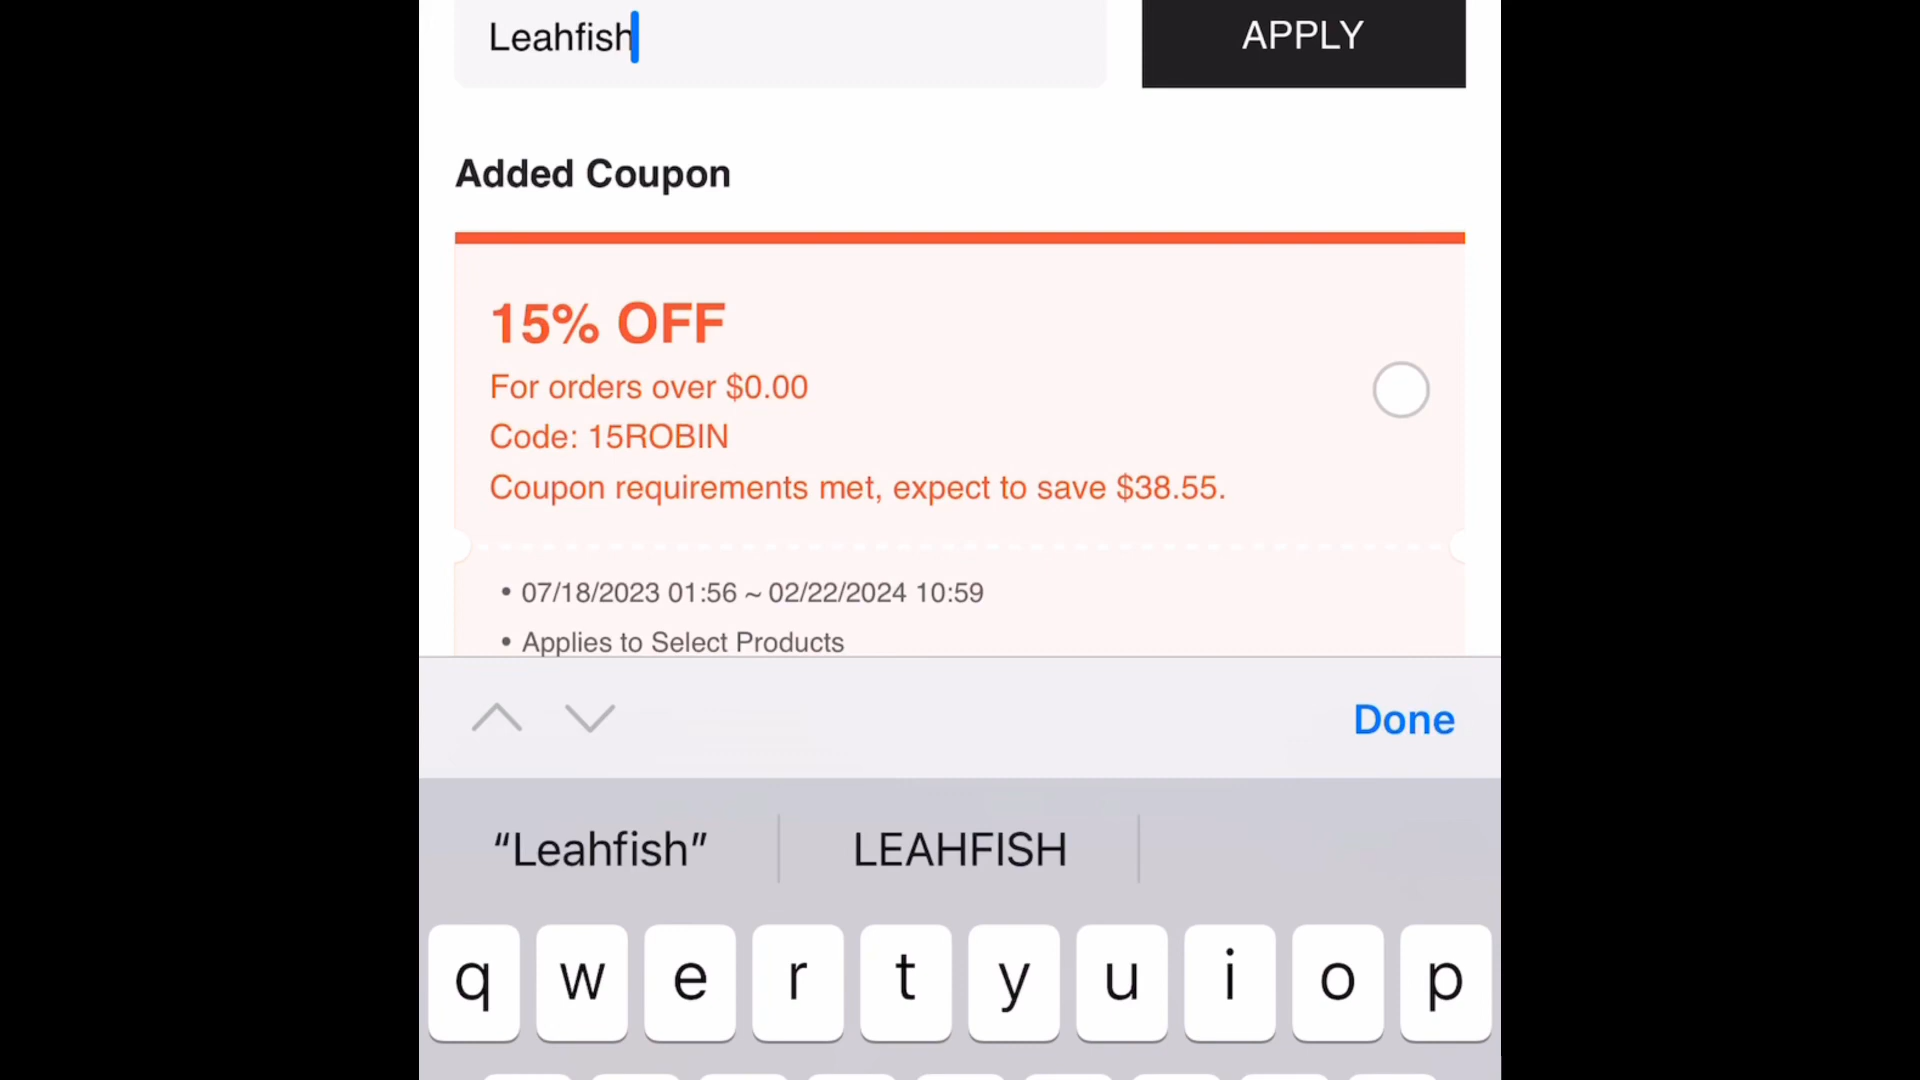 Leahfish
APPLY
Added Coupon
15% OFF
For orders over $0.00
Code: 15ROBIN
Coupon requirements met, expect to save $38.55.
• 07/18/2023 01:56 ~ 02/22/2024 10:59
• Applies to Select Products
Done
“Leahfish” LEAHFISH
q w e r t y u i o p